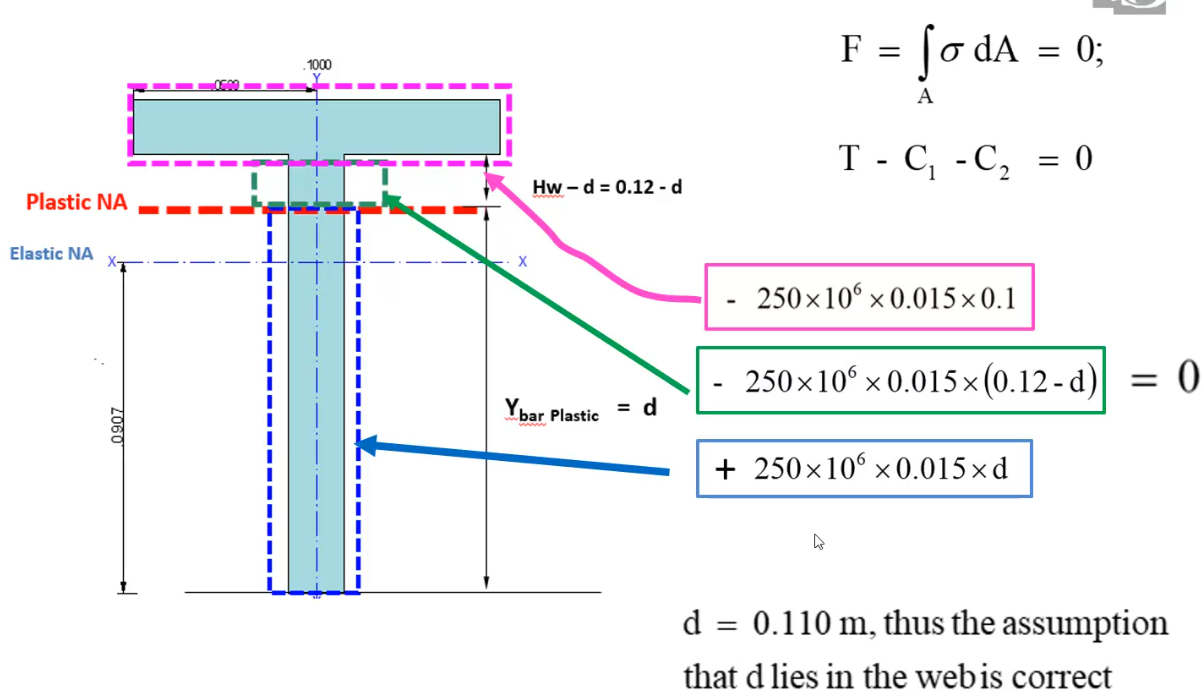 F = ∫ σ dA = 0;
A
.1000
Y
.0500
T - C₁ - C₂ = 0
Hw – d = 0.12 - d
Plastic NA
Elastic NA
X
X
- 250×10⁶ ×0.015×0.1
- 250×10⁶ ×0.015×(0.12 - d) = 0
Ybar Plastic = d
.0907
+ 250×10⁶ ×0.015×d
d = 0.110 m, thus the assumption
that d lies in the web is correct